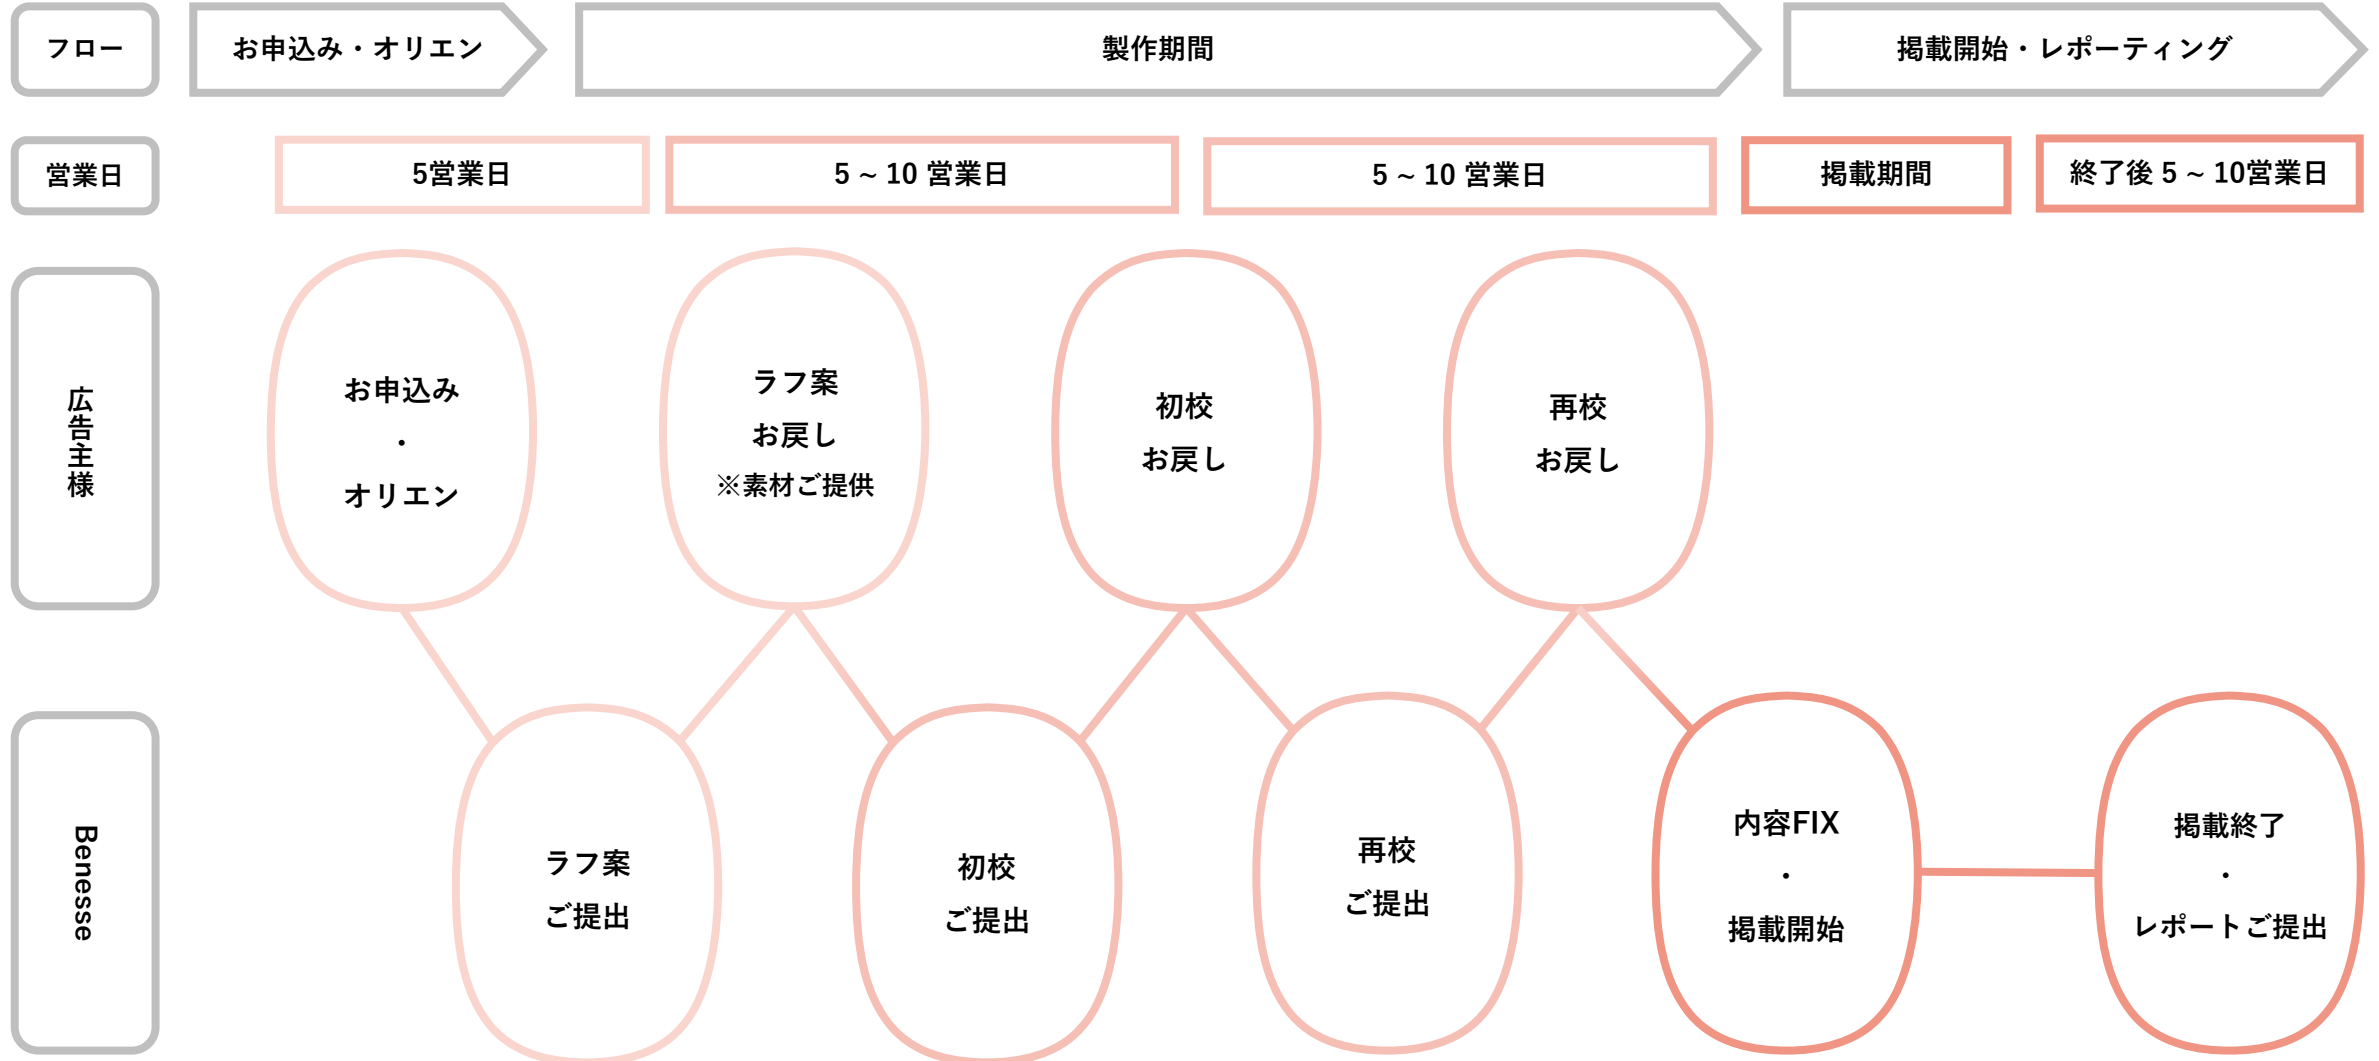 フロー
お申込み・オリエン
製作期間
掲載開始・レポーティング
営業日
5営業日
5 ~ 10 営業日
5 ~ 10 営業日
掲載期間
終了後 5 ~ 10営業日
広告主様
お申込み
・
オリエン
ラフ案
お戻し
※素材ご提供
初校
お戻し
再校
お戻し
Benessse
ラフ案
ご提出
初校
ご提出
再校
ご提出
内容FIX
・
掲載開始
掲載終了
・
レポートご提出